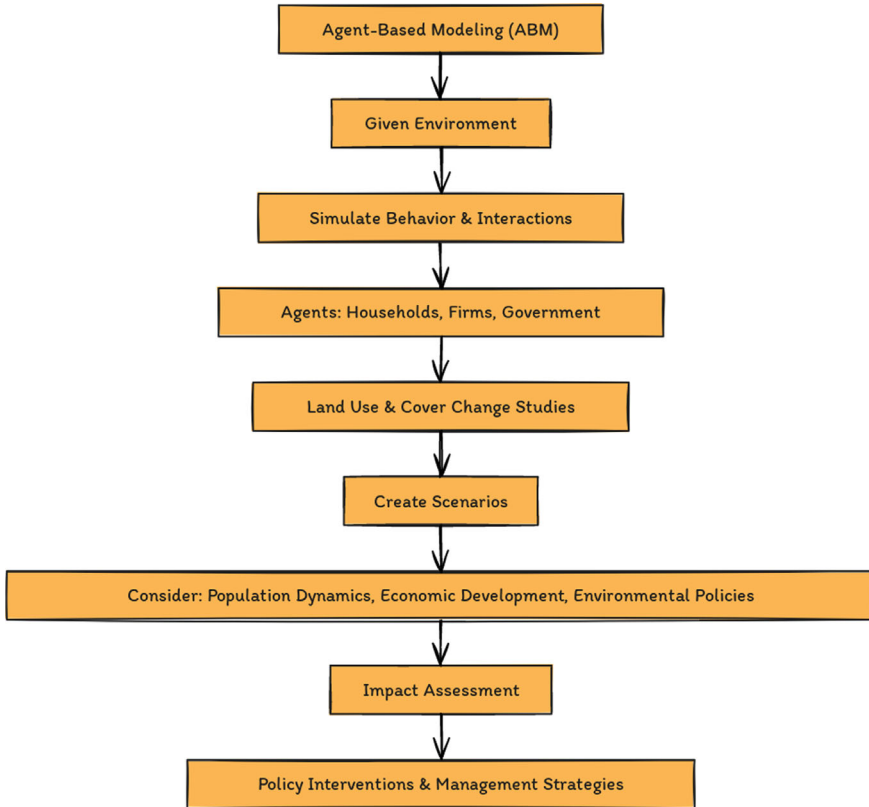 Agent-Based Modeling (ABM)
Given Environment
Simulate Behavior & Interactions
Agents: Households, Firms, Government
Land Use & Cover Change Studies
Create Scenarios
Consider: Population Dynamics, Economic Development, Environmental Policies
Impact Assessment
Policy Interventions & Management Strategies